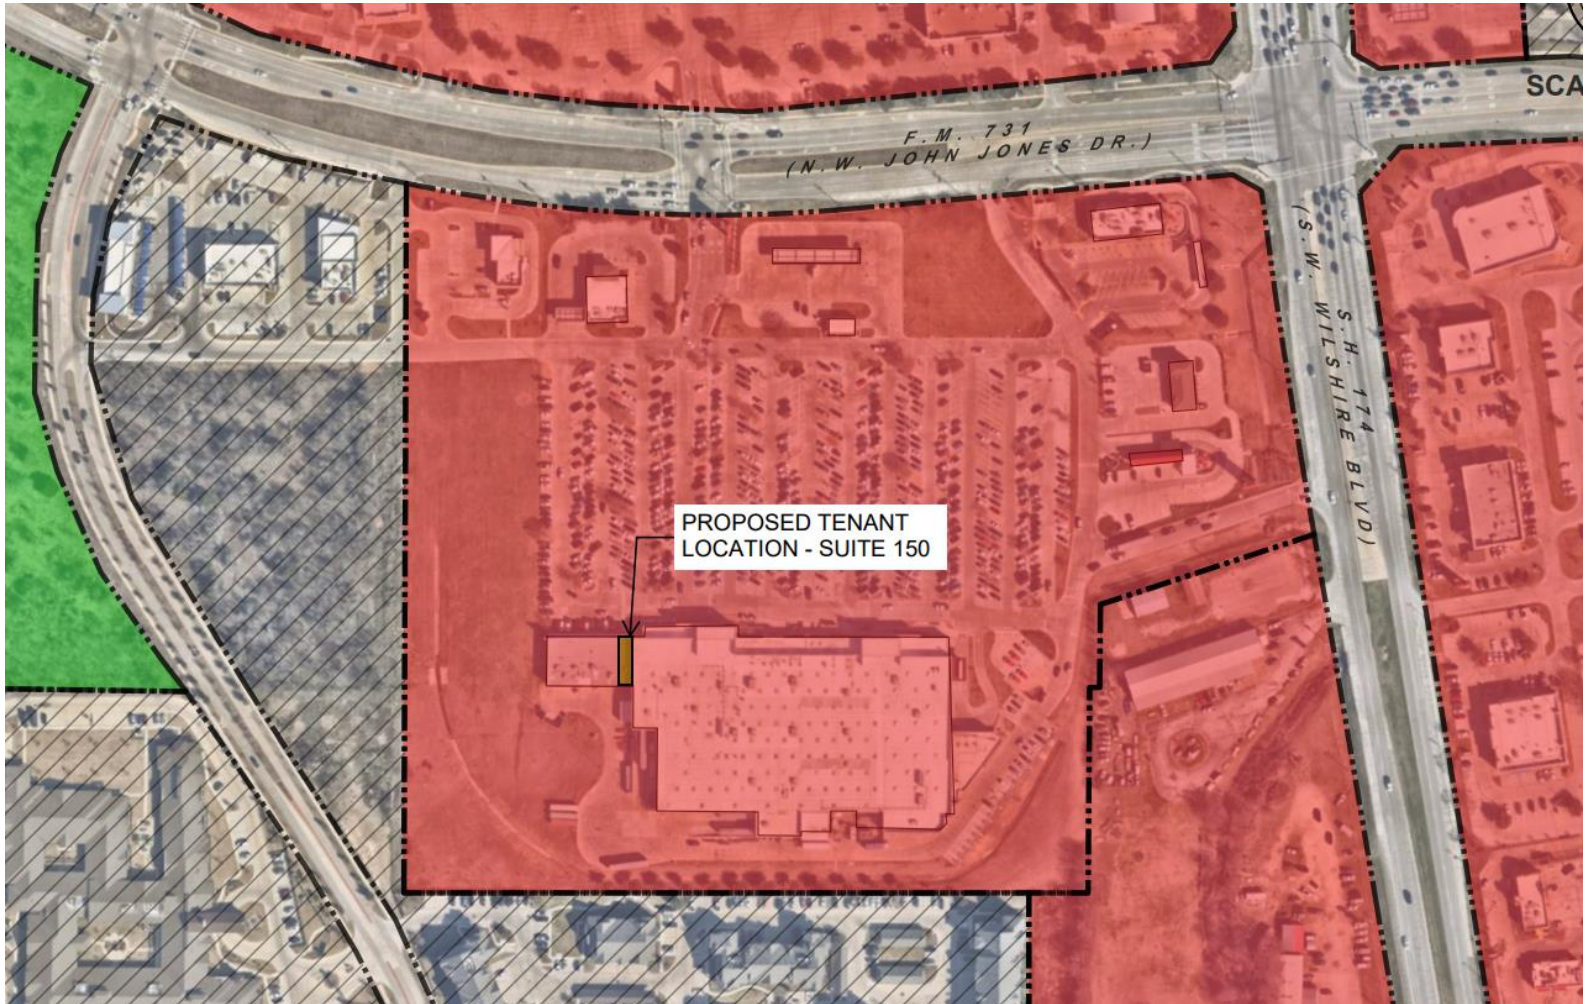 SCA
F.M. 731
(N.W. JOHN JONES DR.)
S.H. 174
(S.W. WILSHIRE BLVD)
PROPOSED TENANT
LOCATION - SUITE 150